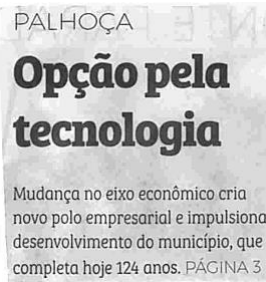 PALHOÇA
Opção pela
tecnologia
Mudança no eixo econômico cria
novo polo empresarial e impulsiona
desenvolvimento do município, que
completa hoje 124 anos. PÁGINA 3